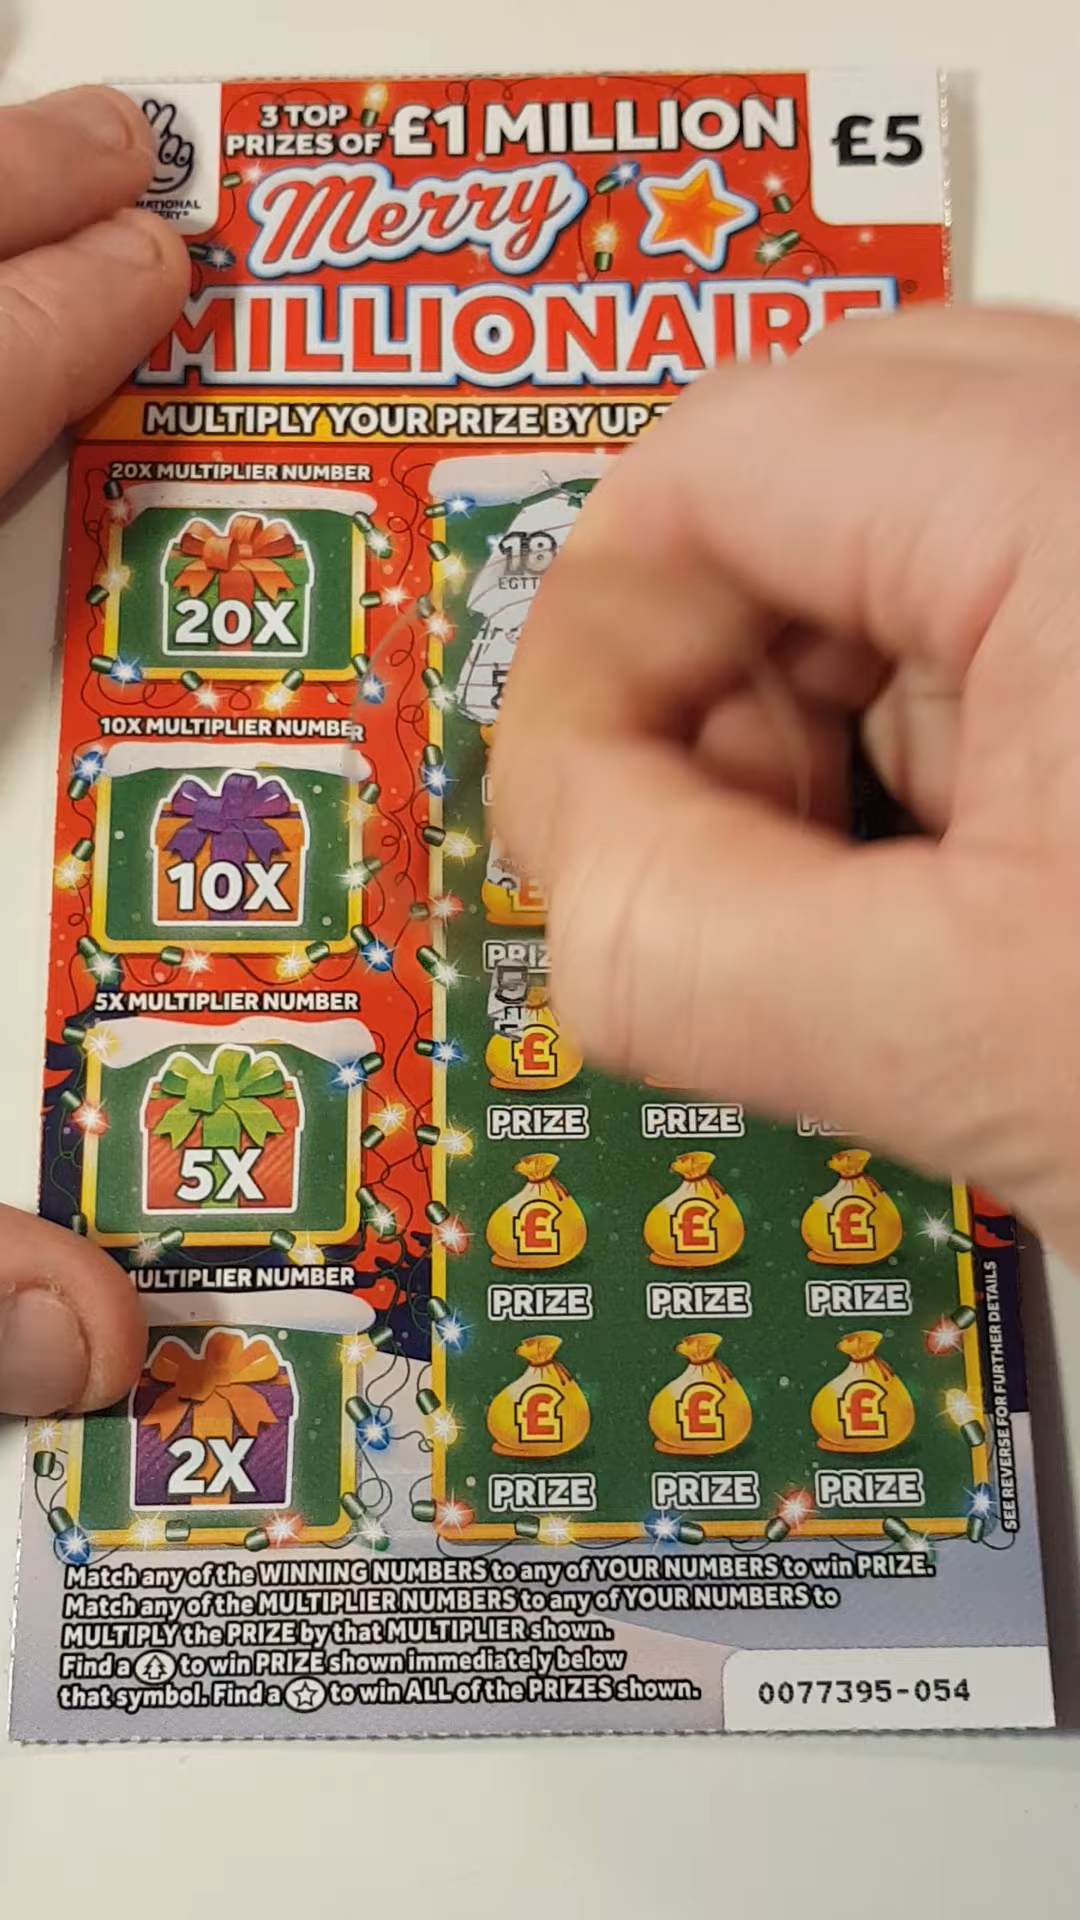 3 TOP PRIZES OF £1 MILLION
£5
NATIONAL
Merry
MILLIONAIRE
MULTIPLY YOUR PRIZE BY UP
20X MULTIPLIER NUMBER
20X
18
EGTT
10X MULTIPLIER NUMBER
10X
£
5X MULTIPLIER NUMBER
5X
FT
£
PRIZE PRIZE
£ £ £
MULTIPLIER NUMBER
PRIZE PRIZE PRIZE
2X
£ £ £
PRIZE PRIZE PRIZE
SEE REVERSE FOR FURTHER DETAILS
Match any of the WINNING NUMBERS to any of YOUR NUMBERS to win PRIZE.
Match any of the MULTIPLIER NUMBERS to any of YOUR NUMBERS to
MULTIPLY the PRIZE by that MULTIPLIER shown.
Find a to win PRIZE shown immediately below
that symbol. Find a to win ALL of the PRIZES shown.
0077395-054